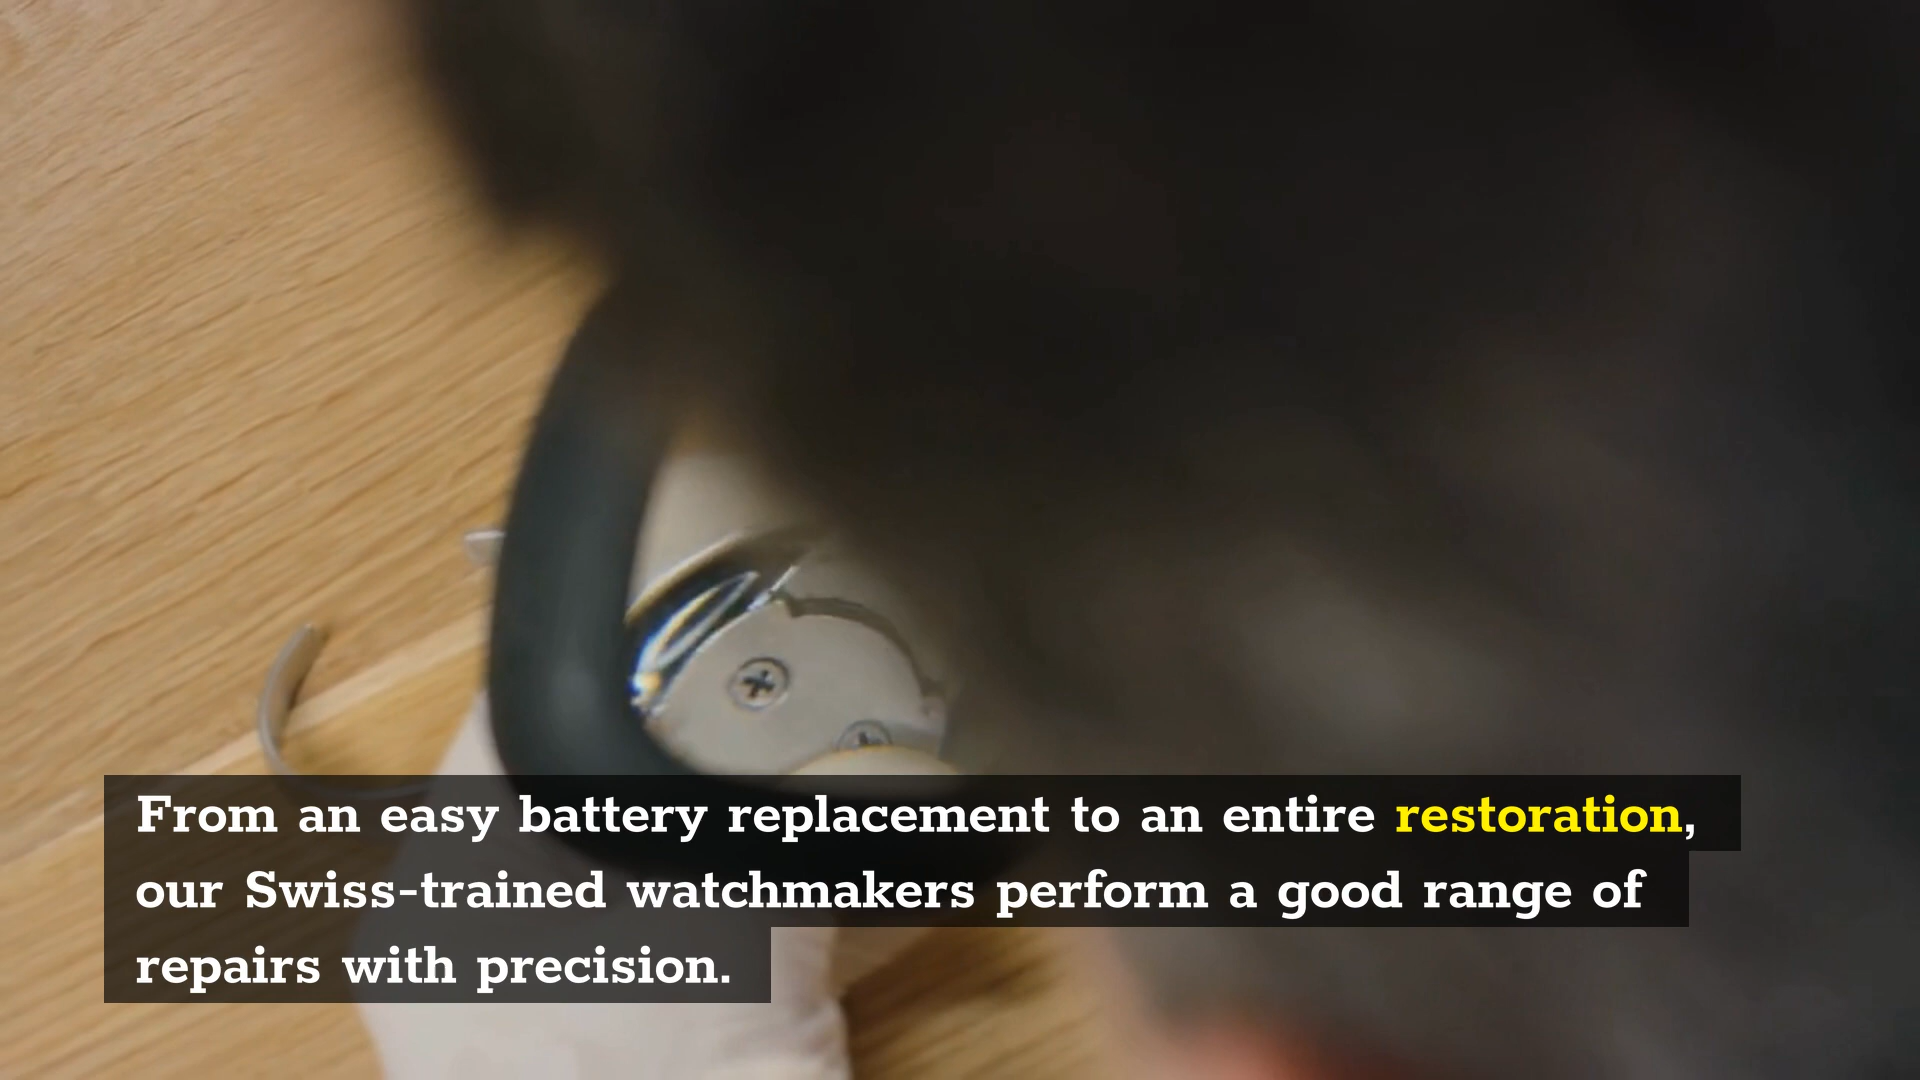 From an easy battery replacement to an entire restoration,
our Swiss-trained watchmakers perform a good range of
repairs with precision.